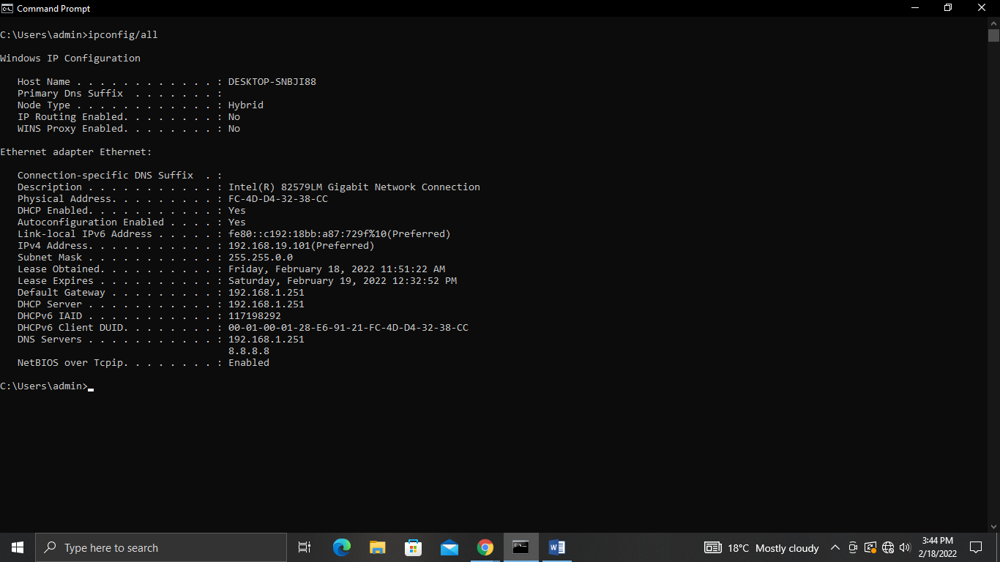 Command Prompt
C:\Users\admin>ipconfig/all
Windows IP Configuration
Host Name . . . . . . . . . . . . : DESKTOP-SNBJI88
Primary Dns Suffix  . . . . . . . :
Node Type . . . . . . . . . . . . : Hybrid
IP Routing Enabled. . . . . . . . : No
WINS Proxy Enabled. . . . . . . . : No
Ethernet adapter Ethernet:
Connection-specific DNS Suffix  . :
Description . . . . . . . . . . . : Intel(R) 82579LM Gigabit Network Connection
Physical Address. . . . . . . . . : FC-4D-D4-32-38-CC
DHCP Enabled. . . . . . . . . . . : Yes
Autoconfiguration Enabled . . . . : Yes
Link-local IPv6 Address . . . . . : fe80::c192:18bb:a87:729f%10(Preferred)
IPv4 Address. . . . . . . . . . . : 192.168.19.101(Preferred)
Subnet Mask . . . . . . . . . . . : 255.255.0.0
Lease Obtained. . . . . . . . . . : Friday, February 18, 2022 11:51:22 AM
Lease Expires . . . . . . . . . . : Saturday, February 19, 2022 12:32:52 PM
Default Gateway . . . . . . . . . : 192.168.1.251
DHCP Server . . . . . . . . . . . : 192.168.1.251
DHCPv6 IAID . . . . . . . . . . . : 117198292
DHCPv6 Client DUID. . . . . . . . : 00-01-00-01-28-E6-91-21-FC-4D-D4-32-38-CC
DNS Servers . . . . . . . . . . . : 192.168.1.251
8.8.8.8
NetBIOS over Tcpip. . . . . . . . : Enabled
C:\Users\admin>
Type here to search
18°C Mostly cloudy
3:44 PM
2/18/2022